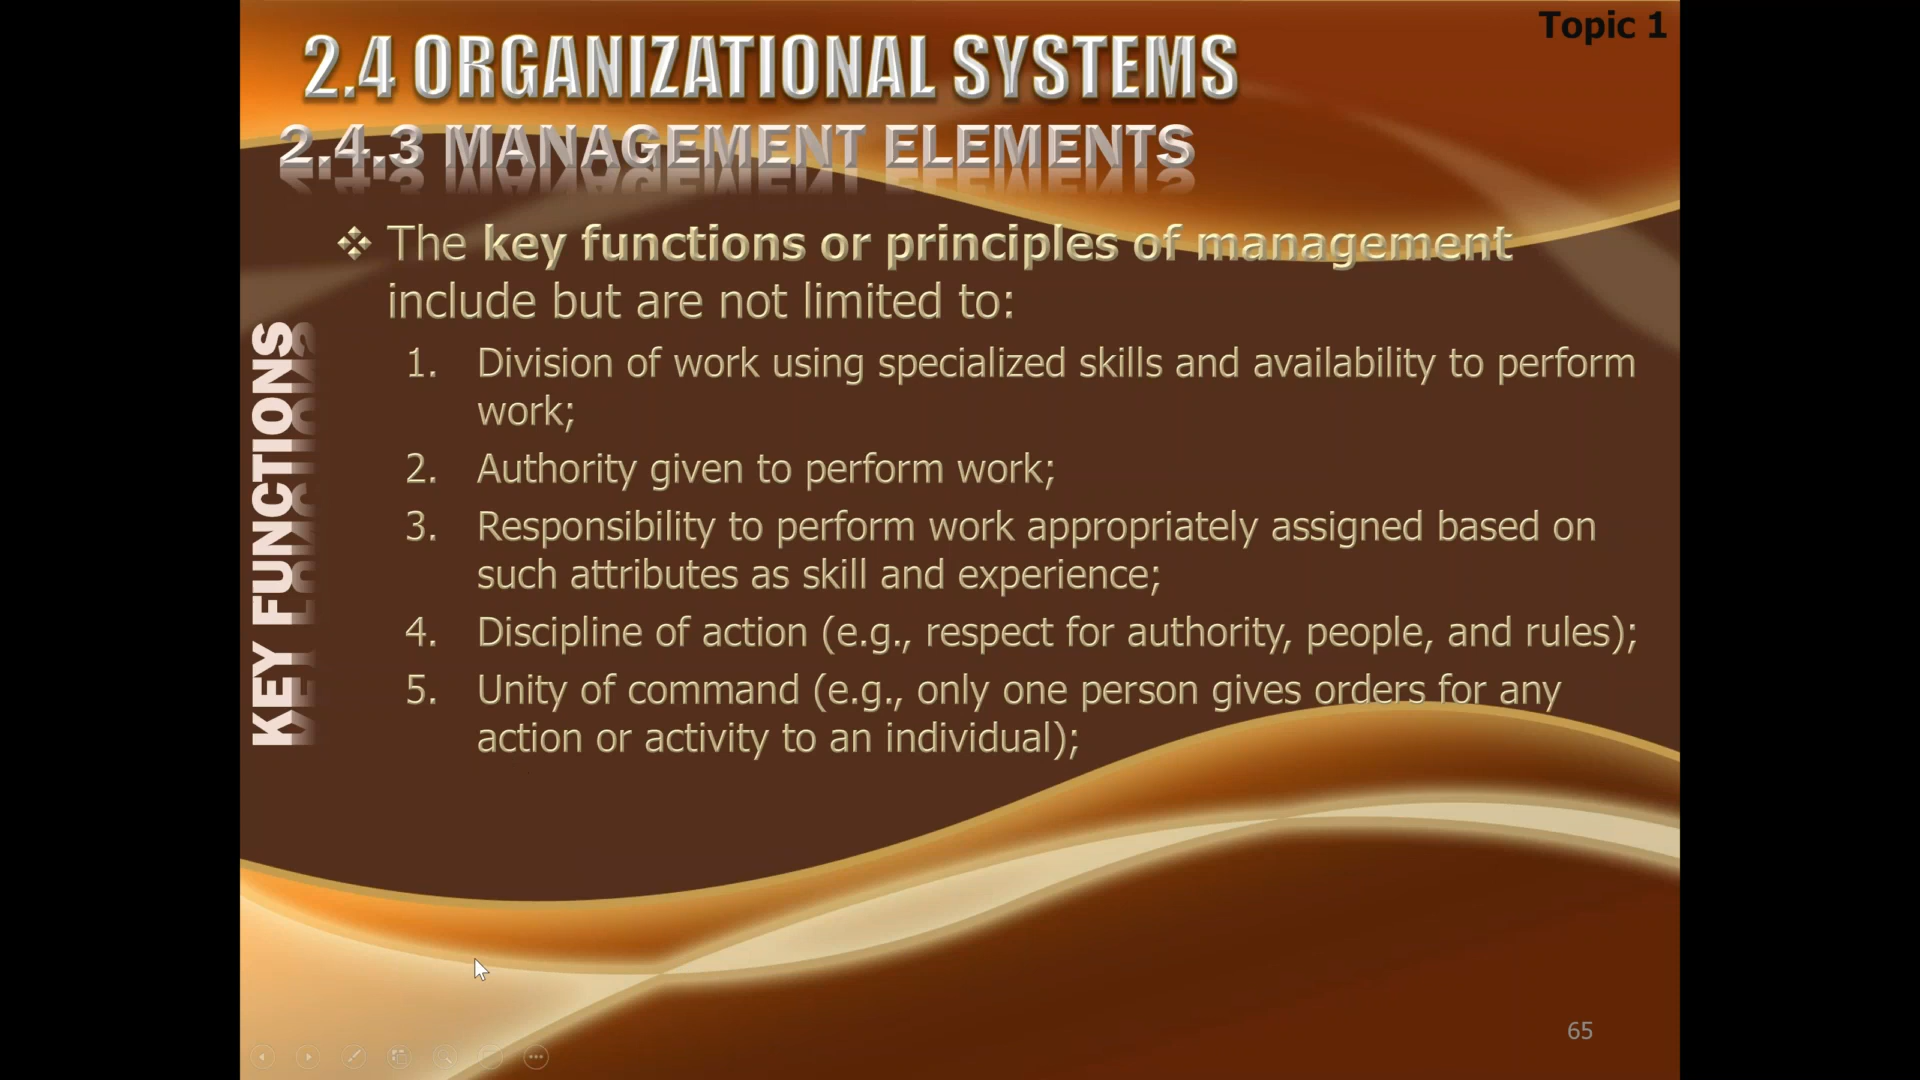 Topic 1
2.4 ORGANIZATIONAL SYSTEMS
2.4.3 MANAGEMENT ELEMENTS
KEY FUNCTIONS
❖ The key functions or principles of management
include but are not limited to:
1. Division of work using specialized skills and availability to perform
work;
2. Authority given to perform work;
3. Responsibility to perform work appropriately assigned based on
such attributes as skill and experience;
4. Discipline of action (e.g., respect for authority, people, and rules);
5. Unity of command (e.g., only one person gives orders for any
action or activity to an individual);
65